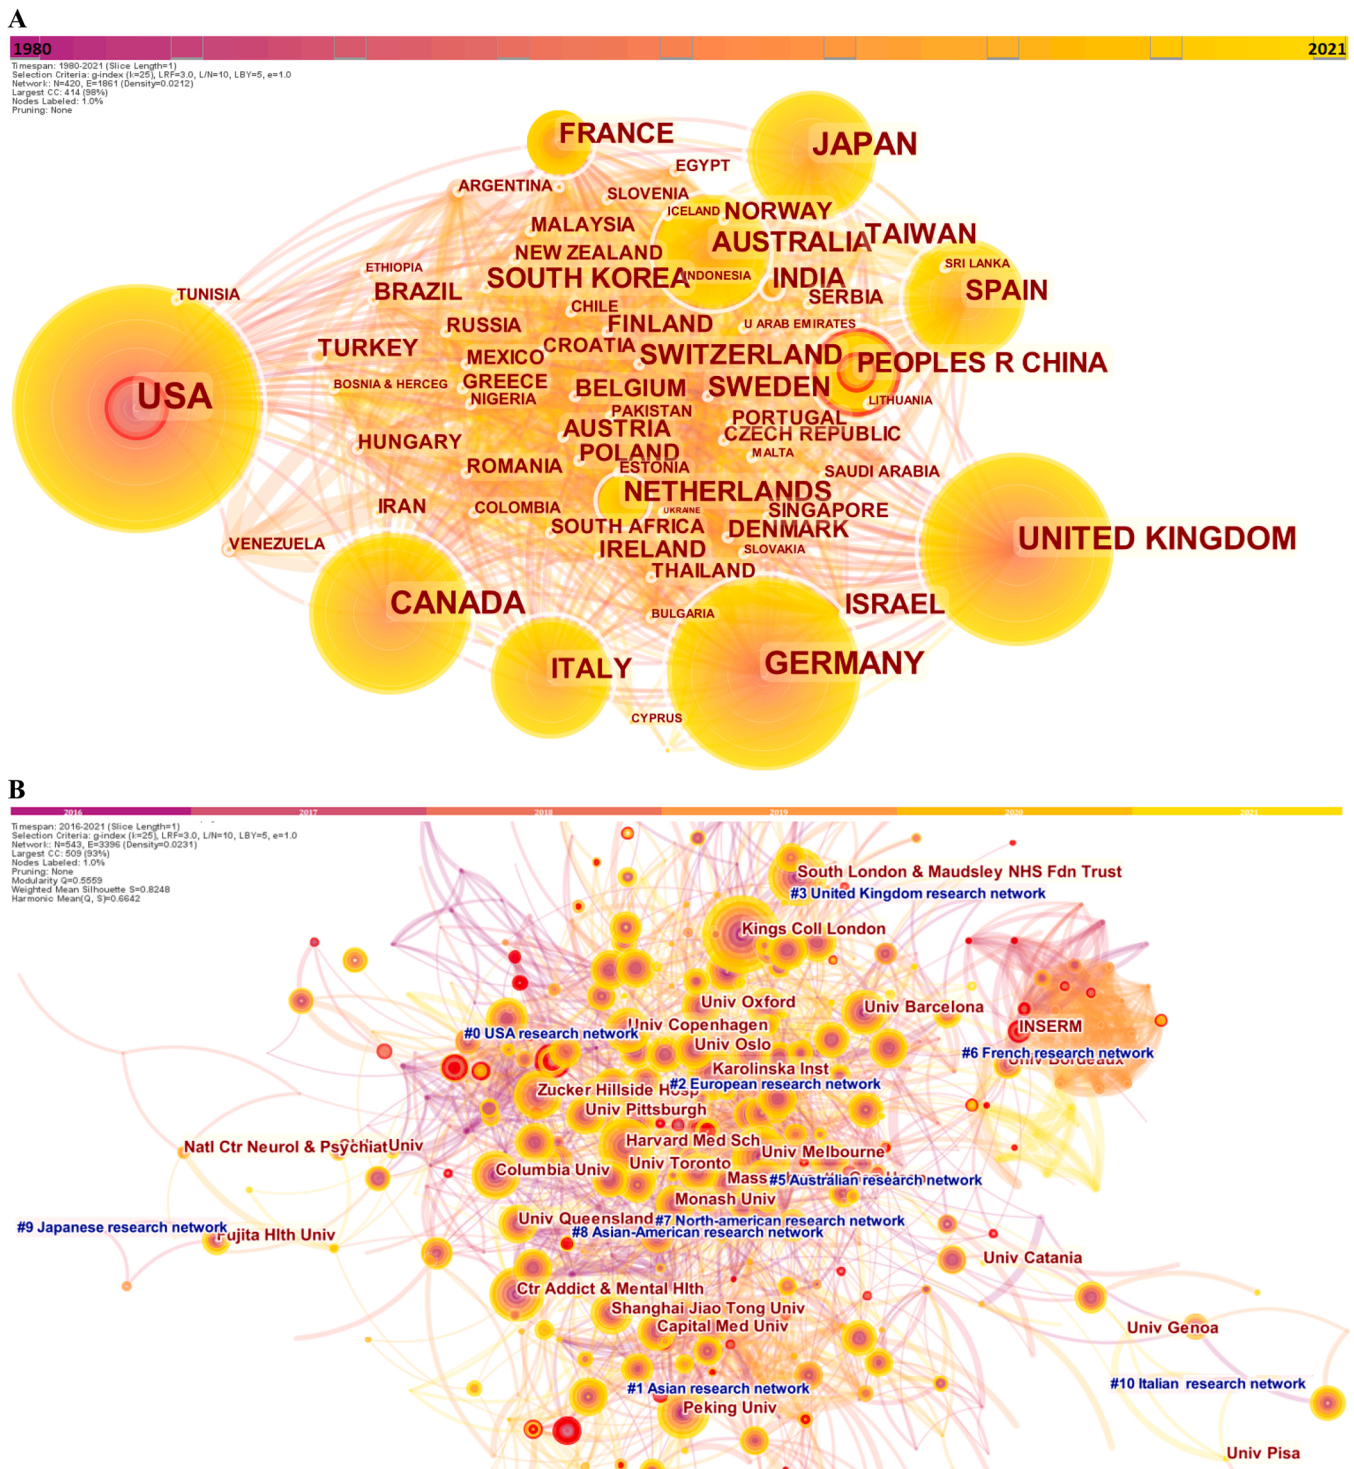 A
1980 2021
Timespan: 1980-2021 (Slice Length=1)
Selection Criteria: g-index (k=25), LRF=3.0, L/N=10, LBY=5, e=1.0
Network: N=420, E=1861 (Density=0.0212)
Largest CC: 414 (98%)
Nodes Labeled: 1.0%
Pruning: None
FRANCE
JAPAN
EGYPT
ARGENTINA
SLOVENIA
ICELAND
NORWAY
MALAYSIA
AUSTRALIA
TAIWAN
NEW ZEALAND
ETHIOPIA
SOUTH KOREA
INDONESIA
INDIA
SRI LANKA
TUNISIA
BRAZIL
SERBIA
SPAIN
CHILE
RUSSIA
FINLAND
U ARAB EMIRATES
TURKEY
MEXICO
CROATIA
SWITZERLAND
PEOPLES R CHINA
BOSNIA & HERCEG
GREECE
BELGIUM
SWEDEN
USA
NIGERIA
LITHUANIA
PAKISTAN
PORTUGAL
AUSTRIA
CZECH REPUBLIC
HUNGARY
POLAND
MALTA
ROMANIA
ESTONIA
SAUDI ARABIA
NETHERLANDS
IRAN
COLOMBIA
UKRAINE
SINGAPORE
SOUTH AFRICA
DENMARK
UNITED KINGDOM
VENEZUELA
IRELAND
SLOVAKIA
THAILAND
CANADA
BULGARIA
ISRAEL
ITALY
GERMANY
CYPRUS
B
2016 2017 2018 2019 2020 2021
Timespan: 2016-2021 (Slice Length=1)
Selection Criteria: g-index (k=25), LRF=3.0, L/N=10, LBY=5, e=1.0
Network: N=543, E=3396 (Density=0.0231)
Largest CC: 509 (93%)
Nodes Labeled: 1.0%
Pruning: None
Modularity Q=0.5559
Weighted Mean Silhouette S=0.8248
Harmonic Mean(Q, S)=0.6642
South London & Maudsley NHS Fdn Trust
#3 United Kingdom research network
Kings Coll London
Univ Oxford
Univ Barcelona
Univ Copenhagen
INSERM
#0 USA research network
Univ Oslo
#6 French research network
Univ Bordeaux
Karolinska Inst
#2 European research network
Zucker Hillside Hosp
Univ Pittsburgh
Harvard Med Sch
Natl Ctr Neurol & Psychiat
Univ
Univ Melbourne
Univ Toronto
Columbia Univ
Mass
#5 Australian research network
Monash Univ
Univ Queensland
#7 North-american research network
#9 Japanese research network
Fujita Hlth Univ
#8 Asian-American research network
Univ Catania
Ctr Addict & Mental Hlth
Shanghai Jiao Tong Univ
Capital Med Univ
Univ Genoa
#1 Asian research network
#10 Italian research network
Peking Univ
Univ Pisa